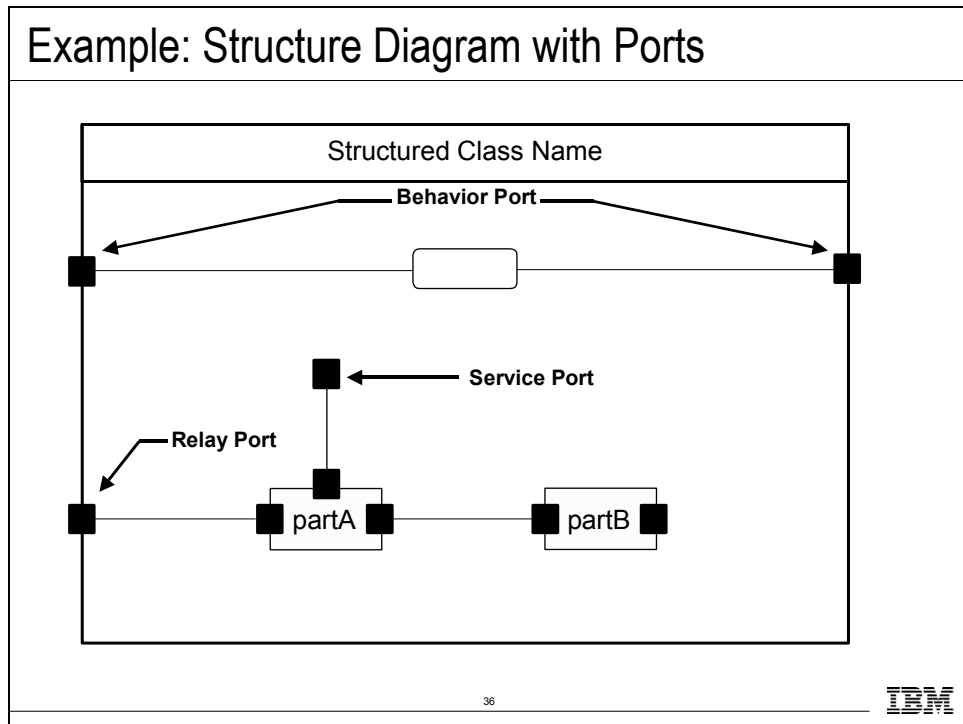 Example: Structure Diagram with Ports
Structured Class Name
Behavior Port
Service Port
Relay Port
partA
partB
36
IBM